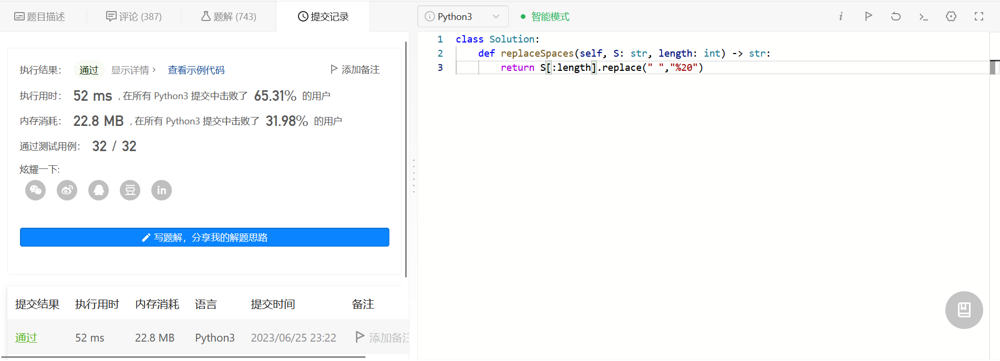 题目描述
评论 (387)
题解 (743)
提交记录
Python3
智能模式
执行结果：
通过
显示详情 >
查看示例代码
添加备注
执行用时：
52 ms , 在所有 Python3 提交中击败了 65.31% 的用户
内存消耗：
22.8 MB , 在所有 Python3 提交中击败了 31.98% 的用户
通过测试用例：
32 / 32
炫耀一下:
豆
in
写题解，分享我的解题思路
提交结果 执行用时 内存消耗 语言 提交时间 备注
通过 52 ms 22.8 MB Python3 2023/06/25 23:22 添加备注
1 class Solution:
2     def replaceSpaces(self, S: str, length: int) -> str:
3         return S[:length].replace(" ","%20")